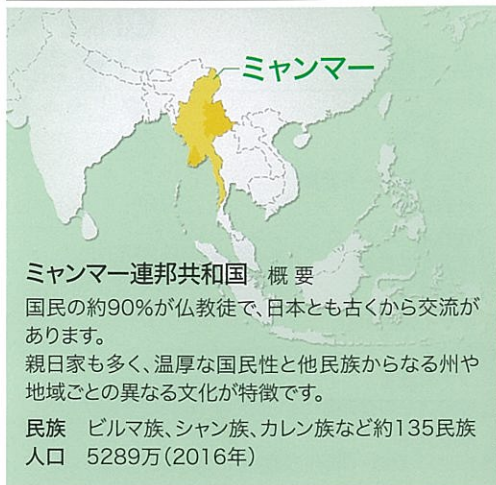 ミャンマー
ミャンマー連邦共和国 概要
国民の約90%が仏教徒で、日本とも古くから交流が
あります。
親日家も多く、温厚な国民性と他民族からなる州や
地域ごとの異なる文化が特徴です。
民族 ビルマ族、シャン族、カレン族など約135民族
人口 5289万(2016年)